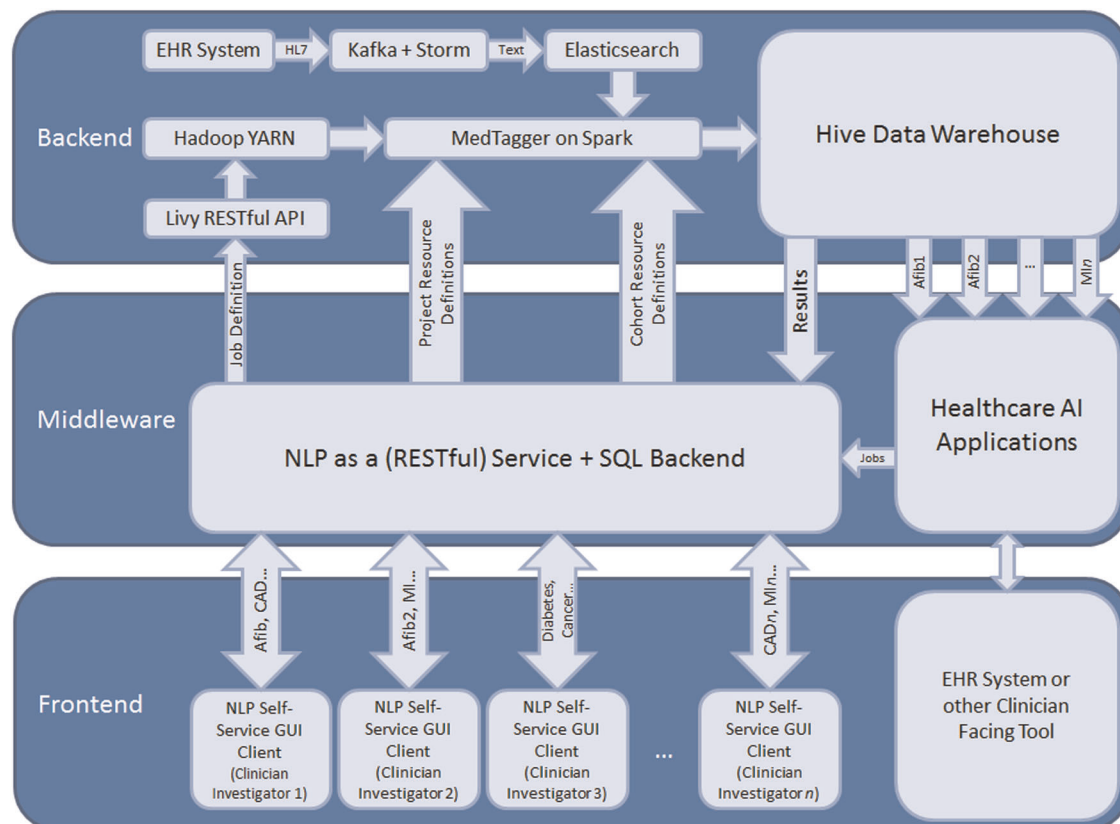 EHR System
HL7
Kafka + Storm
Text
Elasticsearch
Backend
Hadoop YARN
MedTagger on Spark
Hive Data Warehouse
Livy RESTful API
Job Definition
Project Resource
Definitions
Cohort Resource
Definitions
Results
Afib1
Afib2
...
MIn
Middleware
NLP as a (RESTful) Service + SQL Backend
Jobs
Healthcare AI
Applications
Afib, CAD...
Afib2, MI...
Diabetes,
Cancer...
CADn, MIn...
Frontend
NLP Self-
Service GUI
Client
(Clinician
Investigator 1)
NLP Self-
Service GUI
Client
(Clinician
Investigator 2)
NLP Self-
Service GUI
Client
(Clinician
Investigator 3)
...
NLP Self-
Service GUI
Client
(Clinician
Investigator n)
EHR System or
other Clinician
Facing Tool